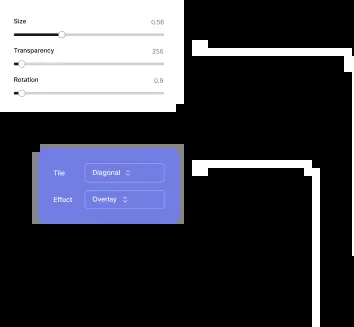 Size 0.56
Transparency 256
Rotation 0.9
Tile Diagonal
Effect Overlay